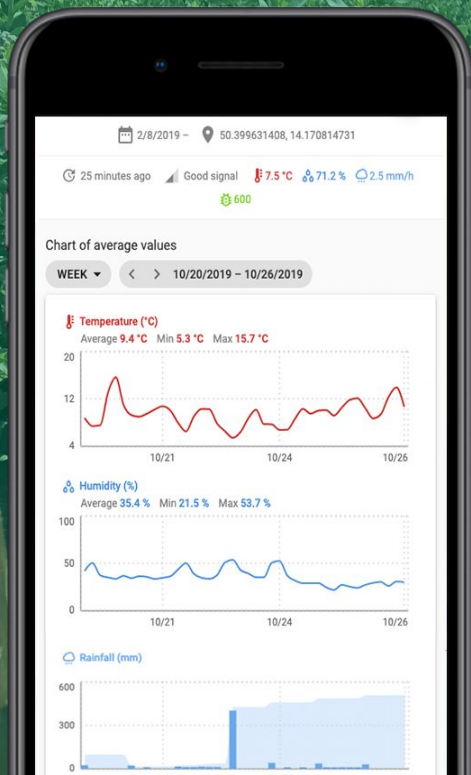 2/8/2019 – 50.399631408, 14.170814731
25 minutes ago Good signal 7.5 °C 71.2 % 2.5 mm/h
600
Chart of average values
WEEK 10/20/2019 – 10/26/2019
Temperature (°C)
Average 9.4 °C Min 5.3 °C Max 15.7 °C
20
12
4
10/21 10/24 10/26
Humidity (%)
Average 35.4 % Min 21.5 % Max 53.7 %
100
50
0
10/21 10/24 10/26
Rainfall (mm)
600
300
0